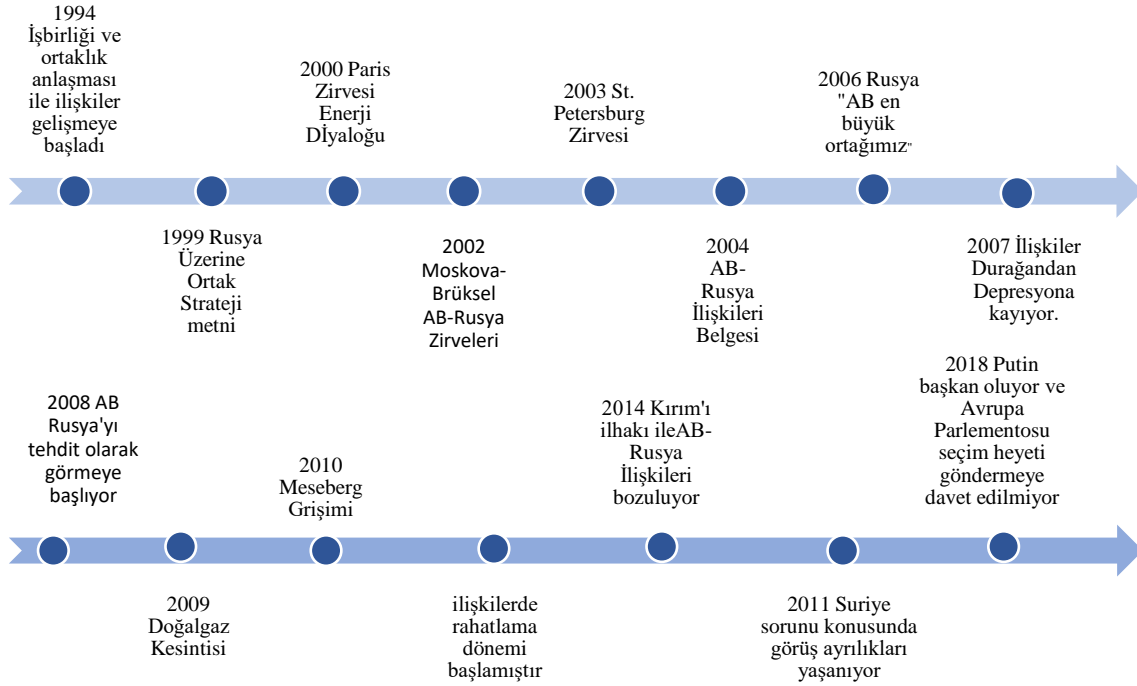 1994
İşbirliği ve
ortaklık
anlaşması
ile ilişkiler
gelişmeye
başladı
1999 Rusya
Üzerine
Ortak
Strateji
metni
2000 Paris
Zirvesi
Enerji
Dİyaloğu
2002
Moskova-
Brüksel
AB-Rusya
Zirveleri
2003 St.
Petersburg
Zirvesi
2004
AB-
Rusya
İlişkileri
Belgesi
2006 Rusya
"AB en
büyük
ortağımız"
2007 İlişkiler
Durağandan
Depresyona
kayıyor.
2008 AB
Rusya'yı
tehdit olarak
görmeye
başlıyor
2009
Doğalgaz
Kesintisi
2010
Meseberg
Grişimi
ilişkilerde
rahatlama
dönemi
başlamıştır
2014 Kırım'ı
ilhakı ileAB-
Rusya
İlişkileri
bozuluyor
2011 Suriye
sorunu konusunda
görüş ayrılıkları
yaşanıyor
2018 Putin
başkan oluyor ve
Avrupa
Parlementosu
seçim heyeti
göndermeye
davet edilmiyor